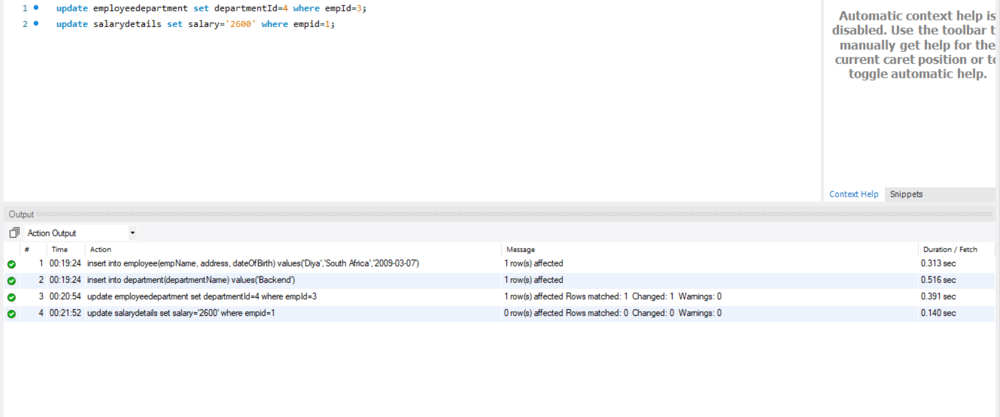 1 update employeedepartment set departmentId=4 where empId=3;
2 update salarydetails set salary='2600' where empid=1;
Automatic context help is
disabled. Use the toolbar t
manually get help for the
current caret position or to
toggle automatic help.
Context Help Snippets
Output
Action Output
# Time Action Message Duration / Fetch
1 00:19:24 insert into employee(empName, address, dateOfBirth) values('Diya','South Africa','2009-03-07') 1 row(s) affected 0.313 sec
2 00:19:24 insert into department(departmentName) values('Backend') 1 row(s) affected 0.516 sec
3 00:20:54 update employeedepartment set departmentId=4 where empId=3 1 row(s) affected Rows matched: 1 Changed: 1 Warnings: 0 0.391 sec
4 00:21:52 update salarydetails set salary='2600' where empid=1 0 row(s) affected Rows matched: 0 Changed: 0 Warnings: 0 0.140 sec